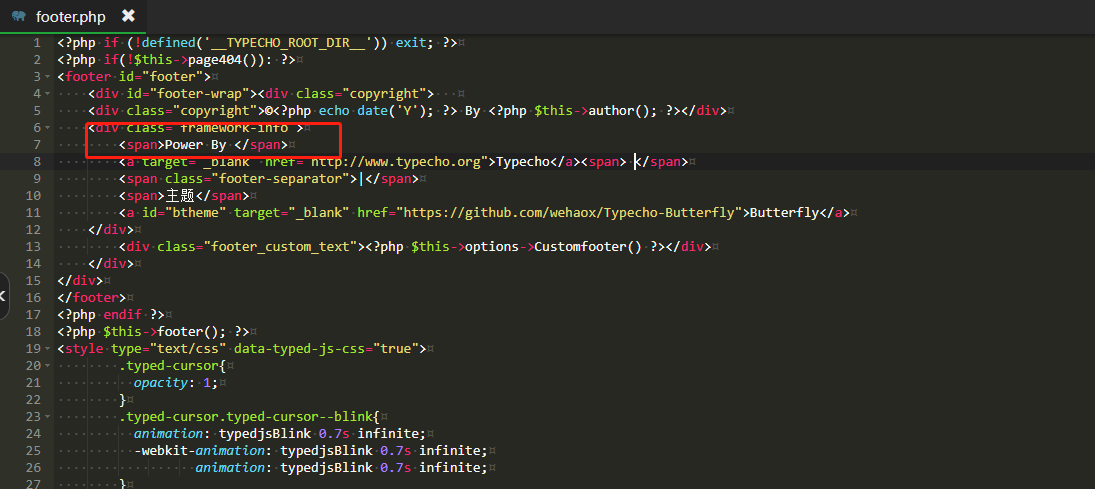 footer.php ✖
1 <?php if (!defined('__TYPECHO_ROOT_DIR__')) exit; ?>
2 <?php if(!$this->page404()): ?>
3 <footer id="footer">
4 <div id="footer-wrap"><div class="copyright">
5 <div class="copyright">©<?php echo date('Y'); ?> By <?php $this->author(); ?></div>
6 <div class="framework-info">
7 <span>Power By </span>
8 <a target="_blank" href="http://www.typecho.org">Typecho</a><span> </span>
9 <span class="footer-separator">|</span>
10 <span>主题</span>
11 <a id="btheme" target="_blank" href="https://github.com/wehaox/Typecho-Butterfly">Butterfly</a>
12 </div>
13 <div class="footer_custom_text"><?php $this->options->Customfooter() ?></div>
14 </div>
15 </div>
16 </footer>
17 <?php endif ?>
18 <?php $this->footer(); ?>
19 <style type="text/css" data-typed-js-css="true">
20 .typed-cursor{
21 opacity: 1;
22 }
23 .typed-cursor.typed-cursor--blink{
24 animation: typedjsBlink 0.7s infinite;
25 -webkit-animation: typedjsBlink 0.7s infinite;
26 animation: typedjsBlink 0.7s infinite;
27 }